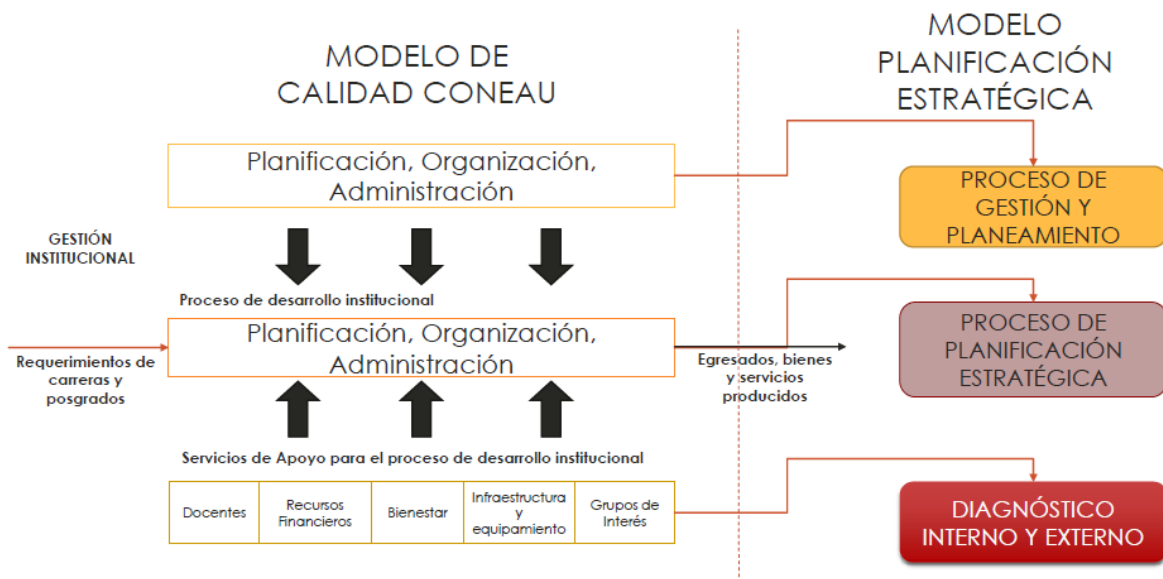 MODELO DE
CALIDAD CONEAU
MODELO
PLANIFICACIÓN
ESTRATÉGICA
Planificación, Organización,
Administración
PROCESO DE
GESTIÓN Y
PLANEAMIENTO
GESTIÓN
INSTITUCIONAL
Proceso de desarrollo institucional
Planificación, Organización,
Administración
Requerimientos de
carreras y
posgrados
Egresados, bienes
y servicios
producidos
PROCESO DE
PLANIFICACIÓN
ESTRATÉGICA
Servicios de Apoyo para el proceso de desarrollo institucional
Docentes
Recursos
Financieros
Bienestar
Infraestructura
y
equipamiento
Grupos de
Interés
DIAGNÓSTICO
INTERNO Y EXTERNO